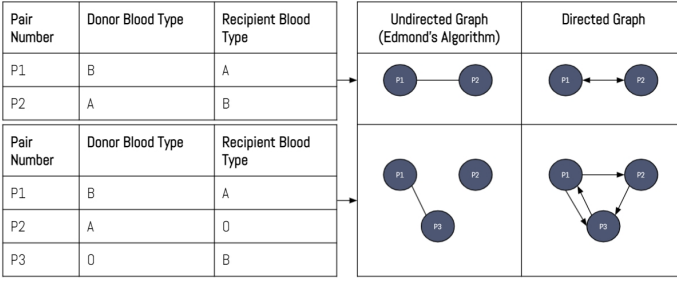 Pair
Number
Donor Blood Type
Recipient Blood
Type
P1
B
A
P2
A
B
Pair
Number
Donor Blood Type
Recipient Blood
Type
P1
B
A
P2
A
O
P3
O
B
Undirected Graph
(Edmond's Algorithm)
Directed Graph
P1
P2
P1
P2
P1
P2
P3
P1
P2
P3